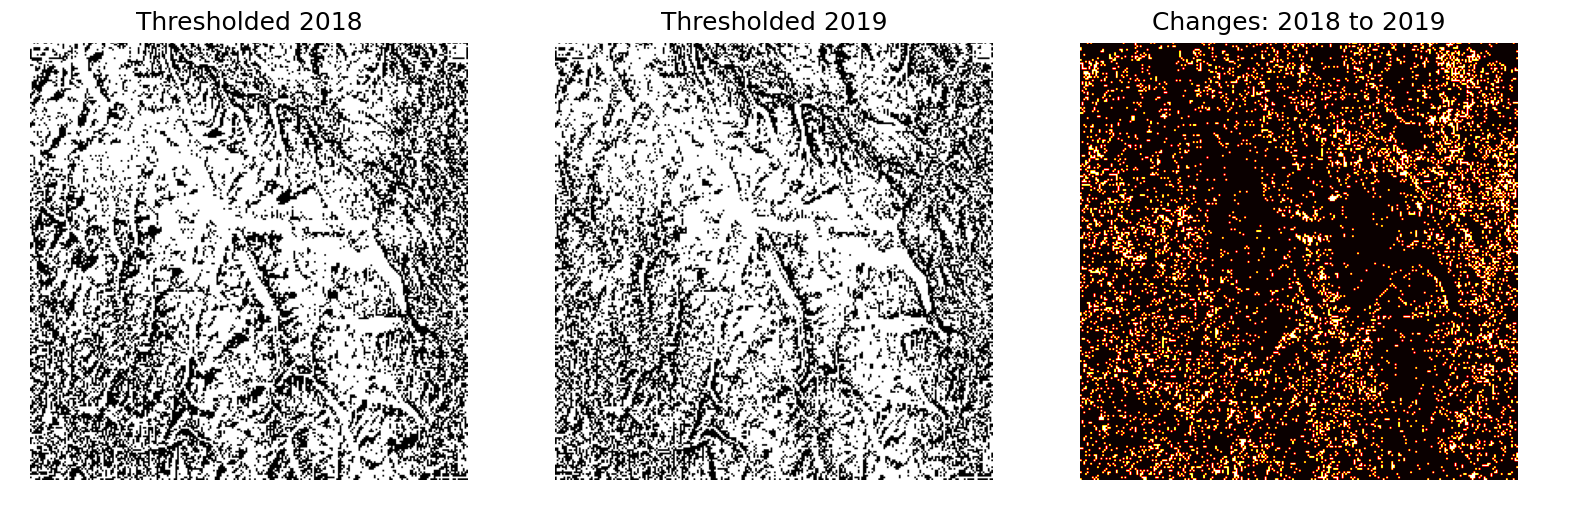 Thresholded 2018
Thresholded 2019
Changes: 2018 to 2019